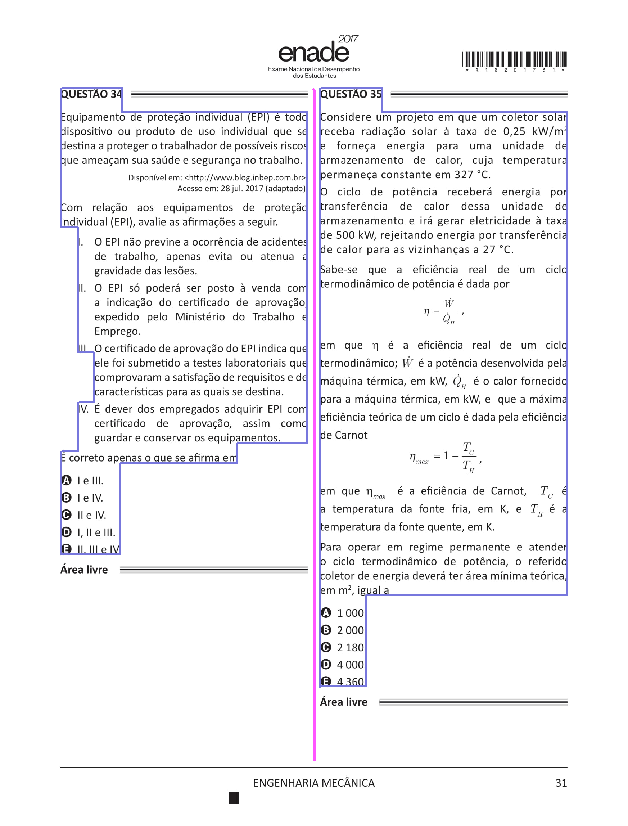 enade 2017
Exame Nacional de Desempenho
dos Estudantes
QUESTÃO 34
Equipamento de proteção individual (EPI) é todo
dispositivo ou produto de uso individual que se
destina a proteger o trabalhador de possíveis riscos
que ameaçam sua saúde e segurança no trabalho.
Disponível em: <http://www.blog.inbep.com.br>
Acesso em: 28 jul. 2017 (adaptado)
Com relação aos equipamentos de proteção
individual (EPI), avalie as afirmações a seguir.
I. O EPI não previne a ocorrência de acidentes
de trabalho, apenas evita ou atenua a
gravidade das lesões.
II. O EPI só poderá ser posto à venda com
a indicação do certificado de aprovação
expedido pelo Ministério do Trabalho e
Emprego.
III. O certificado de aprovação do EPI indica que
ele foi submetido a testes laboratoriais que
comprovaram a satisfação de requisitos e de
características para as quais se destina.
IV. É dever dos empregados adquirir EPI com
certificado de aprovação, assim como
guardar e conservar os equipamentos.
É correto apenas o que se afirma em
A I e III.
B I e IV.
C II e IV.
D I, II e III.
E II, III e IV
Área livre
QUESTÃO 35
Considere um projeto em que um coletor solar
receba radiação solar à taxa de 0,25 kW/m²
e forneça energia para uma unidade de
armazenamento de calor, cuja temperatura
permaneça constante em 327 °C.
O ciclo de potência receberá energia por
transferência de calor dessa unidade de
armazenamento e irá gerar eletricidade à taxa
de 500 kW, rejeitando energia por transferência
de calor para as vizinhanças a 27 °C.
Sabe-se que a eficiência real de um ciclo
termodinâmico de potência é dada por
η = Ẇ / Q̇_H ,
em que η é a eficiência real de um ciclo
termodinâmico; Ẇ é a potência desenvolvida pela
máquina térmica, em kW, Q̇_H é o calor fornecido
para a máquina térmica, em kW, e que a máxima
eficiência teórica de um ciclo é dada pela eficiência
de Carnot
η_max = 1 − T_C / T_H ,
em que η_max é a eficiência de Carnot, T_C é
a temperatura da fonte fria, em K, e T_H é a
temperatura da fonte quente, em K.
Para operar em regime permanente e atender
o ciclo termodinâmico de potência, o referido
coletor de energia deverá ter área mínima teórica,
em m², igual a
A 1 000
B 2 000
C 2 180
D 4 000
E 4 360
Área livre
ENGENHARIA MECÂNICA
31